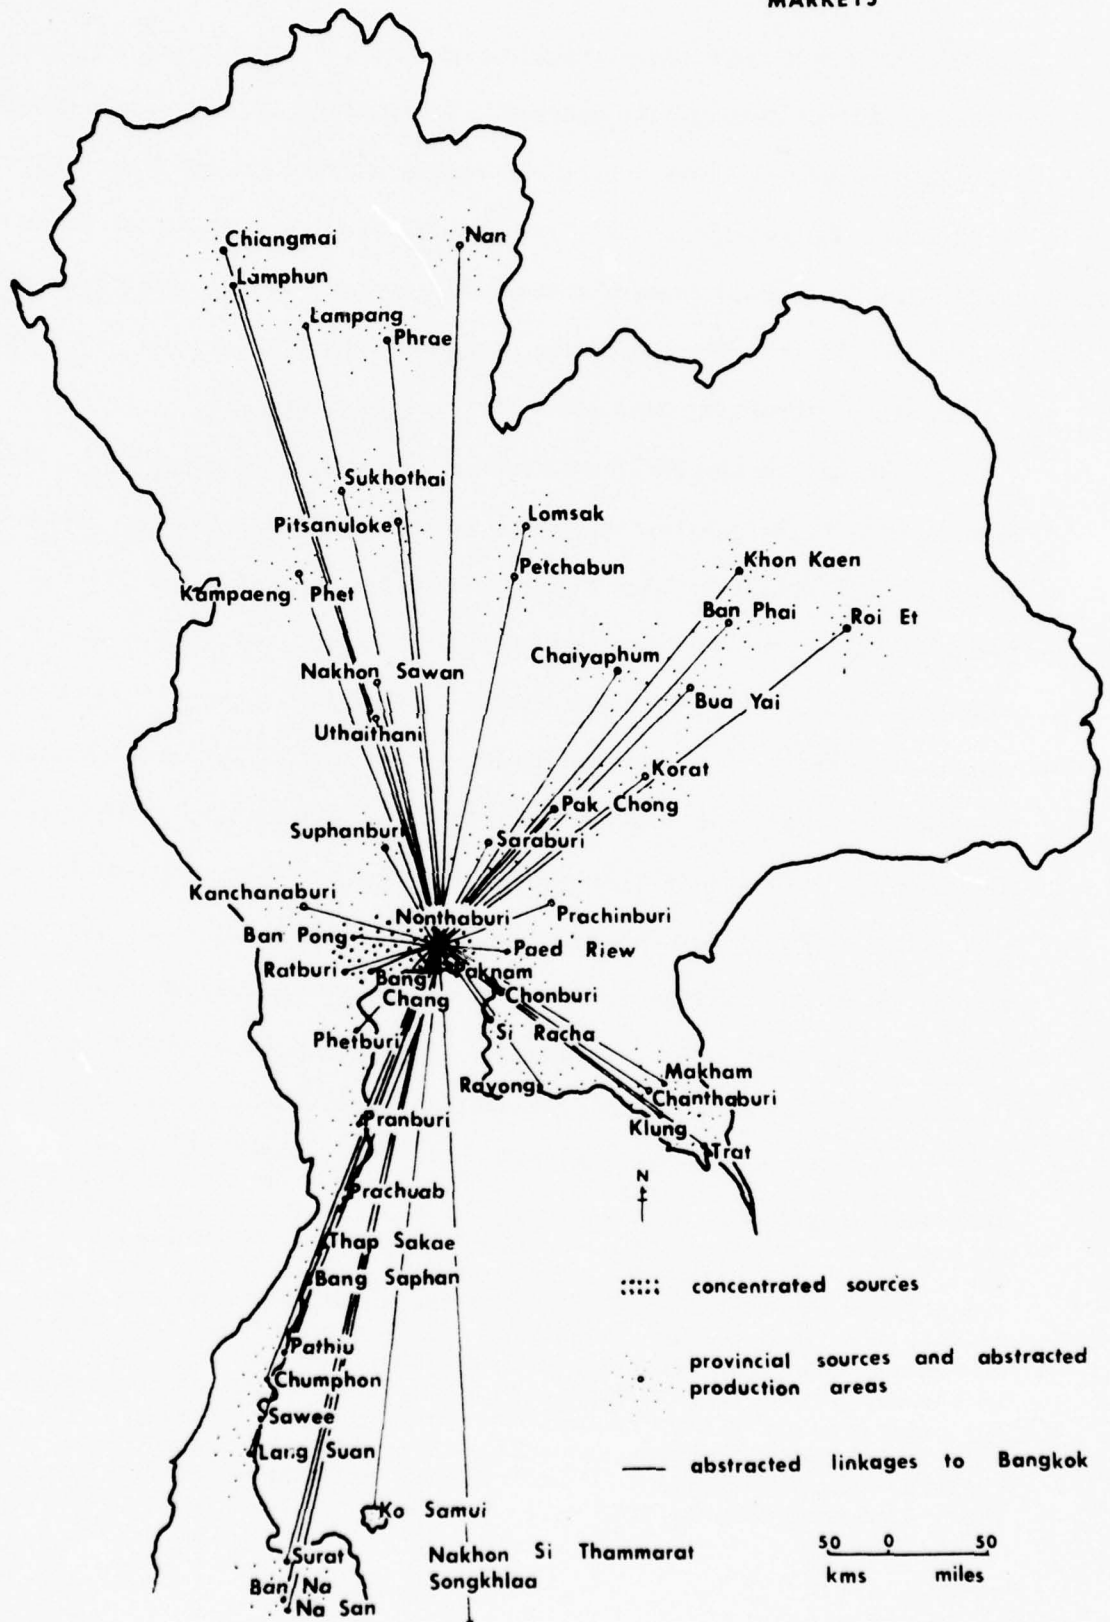 MARKETS
Chiangmai
Nan
Lamphun
Lampang
Phrae
Sukhothai
Pitsanuloke
Lomsak
Petchabun
Khon Kaen
Kampaeng Phet
Ban Phai
Roi Et
Chaiyaphum
Nakhon Sawan
Bua Yai
Uthaithani
Korat
Pak Chong
Suphanburi
Saraburi
Kanchanaburi
Nonthaburi
Prachinburi
Ban Pong
Paed Riew
Ratburi
Bang
Chang
Paknam
Chonburi
Phetburi
Si Racha
Rayong
Makham
Chanthaburi
Pranburi
Klung
Trat
N
Prachuab
Thap Sakae
Bang Saphan
concentrated sources
Pathiu
provincial sources and abstracted
production areas
Chumphon
Sawee
Lang Suan
abstracted linkages to Bangkok
Ko Samui
Surat
Nakhon Si Thammarat
Songkhlaa
50 0 50
kms miles
Ban Na
Na San